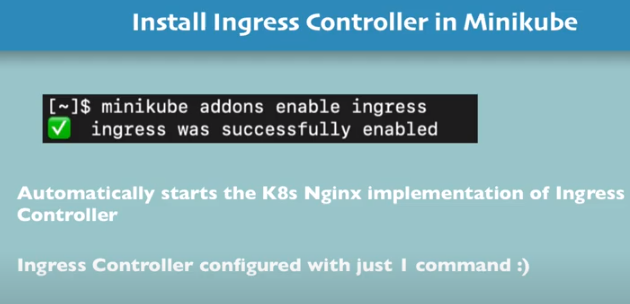 Install Ingress Controller in Minikube
[~]$ minikube addons enable ingress
✅ ingress was successfully enabled
Automatically starts the K8s Nginx implementation of Ingress
Controller
Ingress Controller configured with just 1 command :)